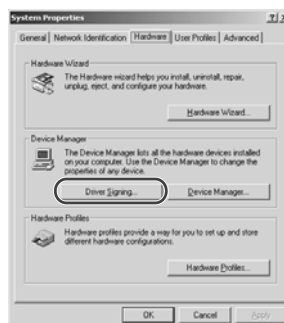 System Properties
General Network Identification Hardware User Profiles Advanced
Hardware Wizard
The Hardware wizard helps you install, uninstall, repair,
unplug, eject, and configure your hardware.
Hardware Wizard...
Device Manager
The Device Manager lists all the hardware devices installed
on your computer. Use the Device Manager to change the
properties of any device.
Driver Signing... Device Manager...
Hardware Profiles
Hardware profiles provide a way for you to set up and store
different hardware configurations.
Hardware Profiles...
OK Cancel Apply